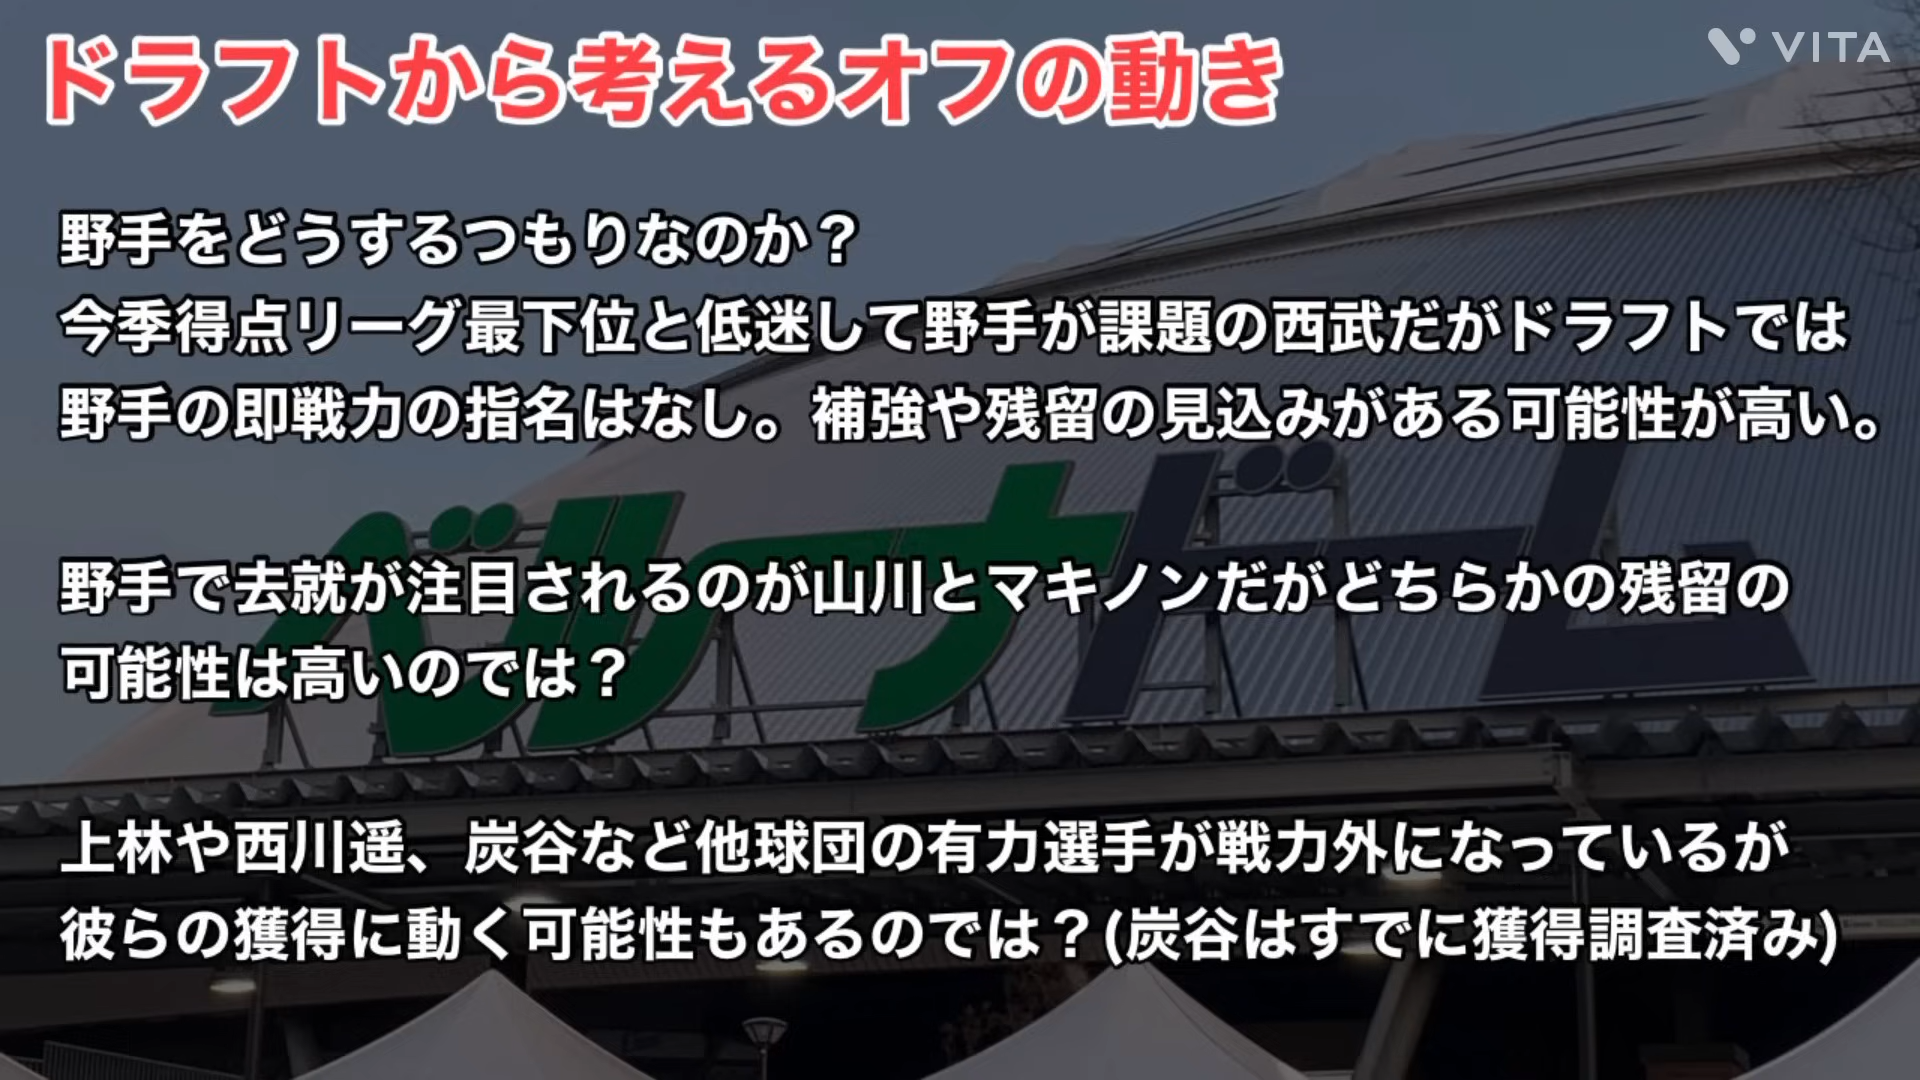 ドラフトから考えるオフの動き
VITA
野手をどうするつもりなのか？
今季得点リーグ最下位と低迷して野手が課題の西武だがドラフトでは
野手の即戦力の指名はなし。補強や残留の見込みがある可能性が高い。
ベルーナドーム
野手で去就が注目されるのが山川とマキノンだがどちらかの残留の
可能性は高いのでは？
上林や西川遥、炭谷など他球団の有力選手が戦力外になっているが
彼らの獲得に動く可能性もあるのでは？(炭谷はすでに獲得調査済み)